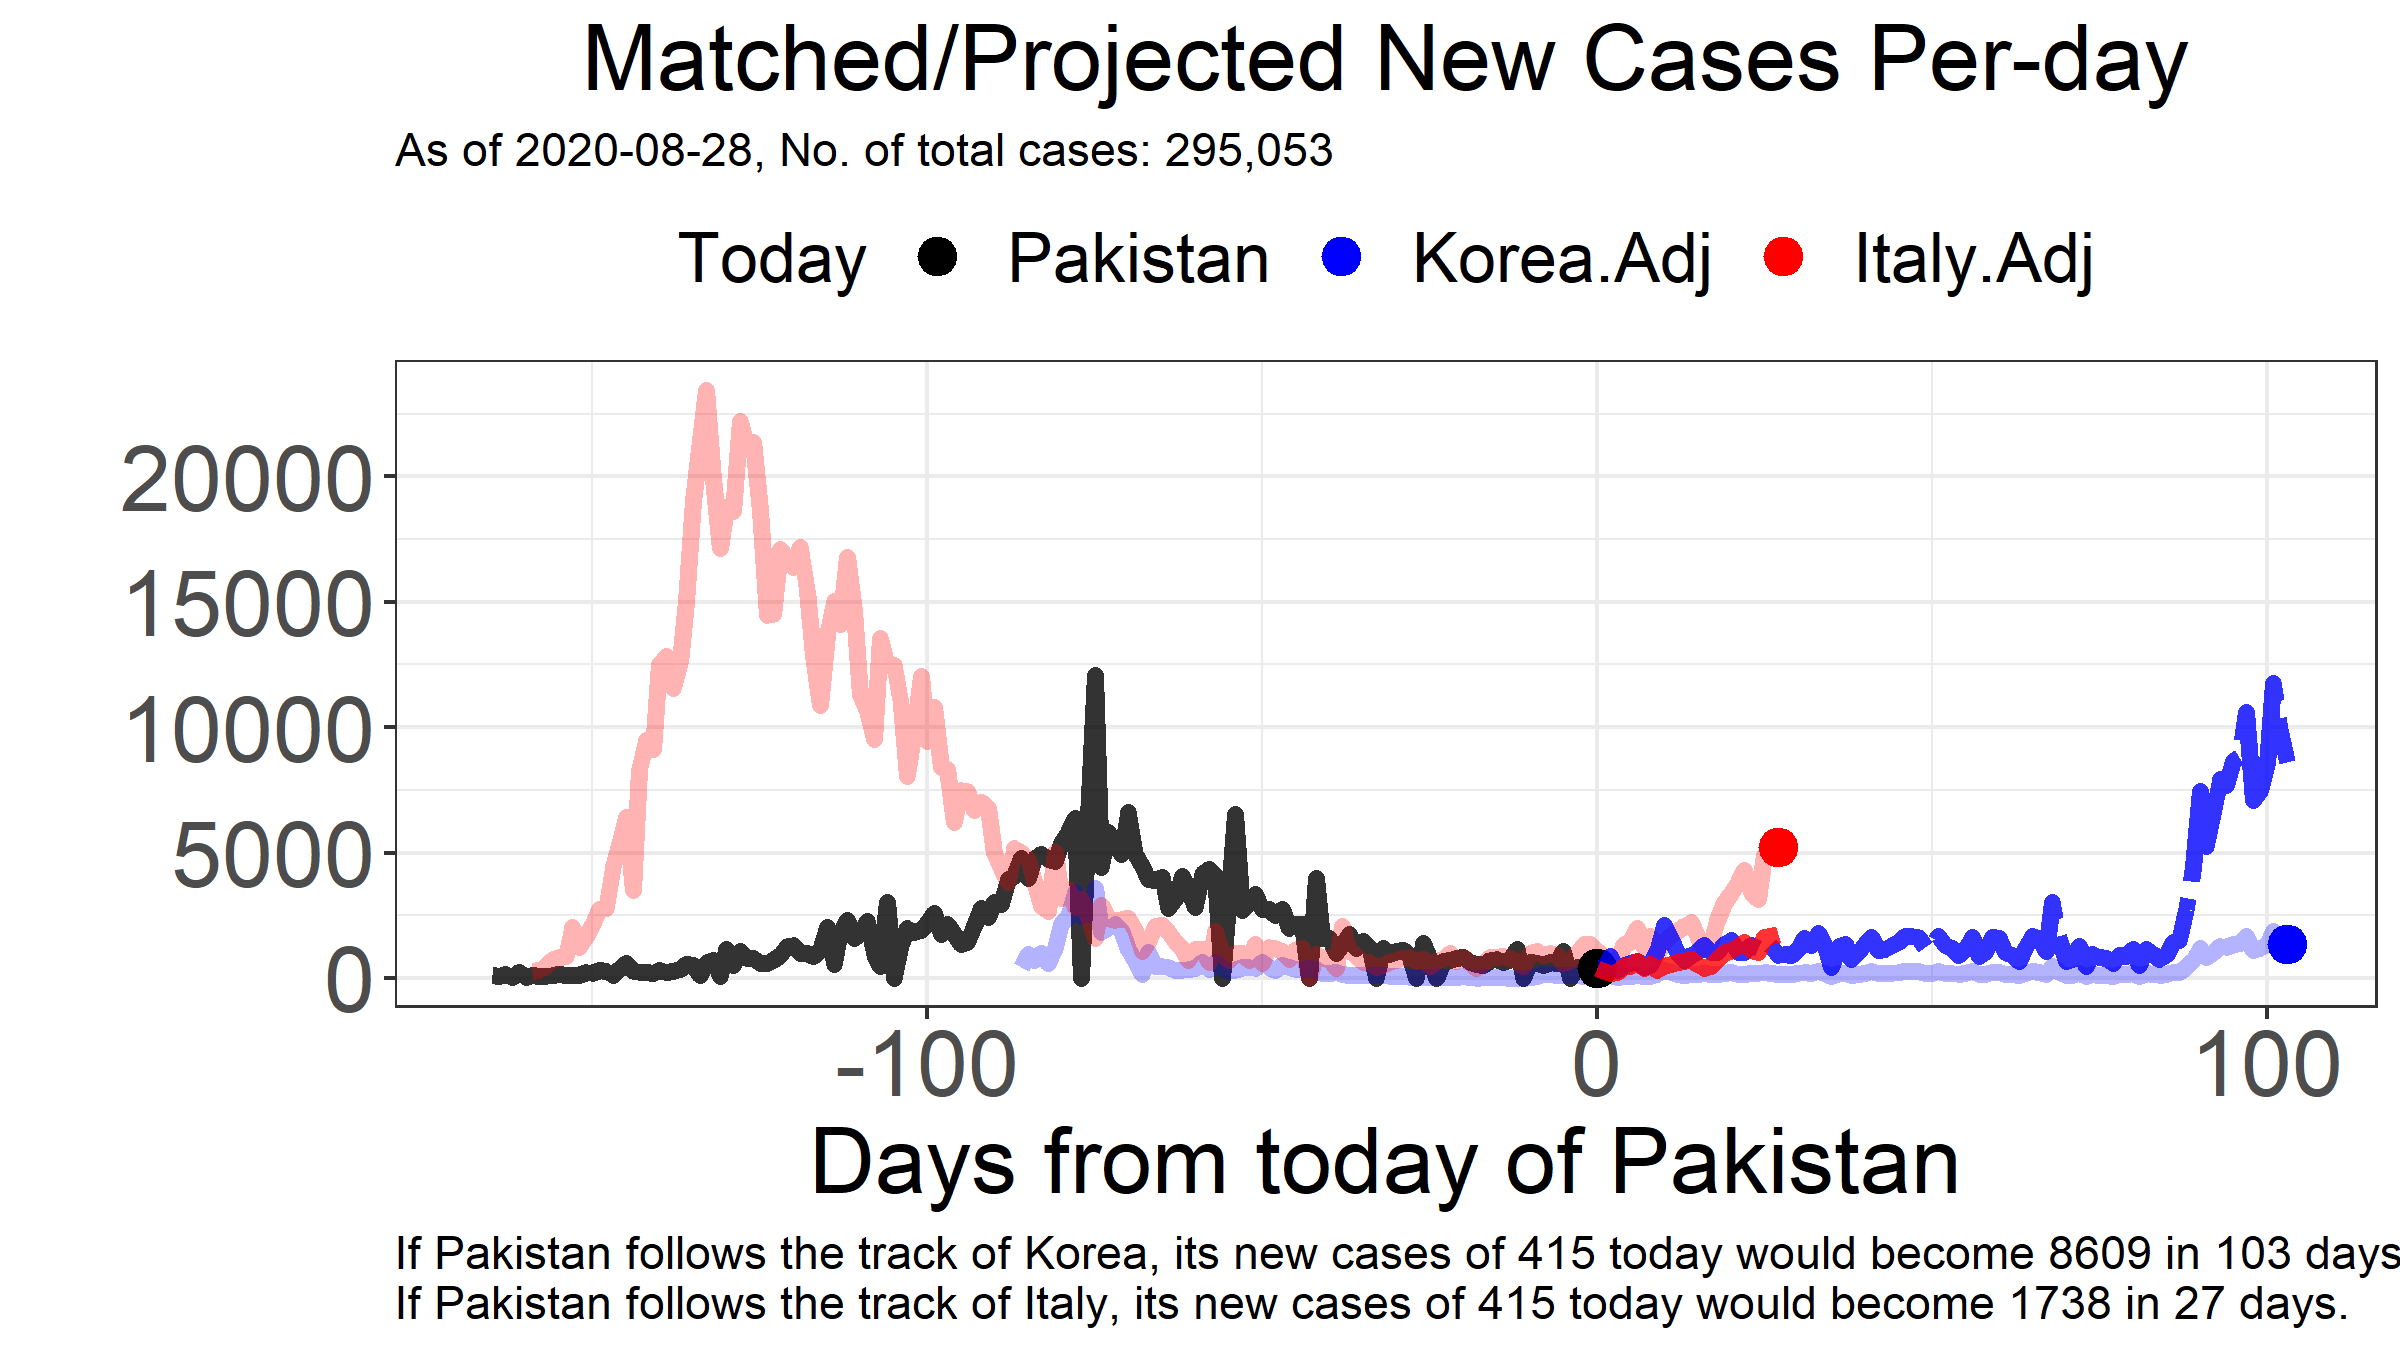 Matched/Projected New Cases Per-day
As of 2020-08-28, No. of total cases: 295,053
Today Pakistan Korea.Adj Italy.Adj
20000
15000
10000
5000
0
-100 0 100
Days from today of Pakistan
If Pakistan follows the track of Korea, its new cases of 415 today would become 8609 in 103 days
If Pakistan follows the track of Italy, its new cases of 415 today would become 1738 in 27 days.